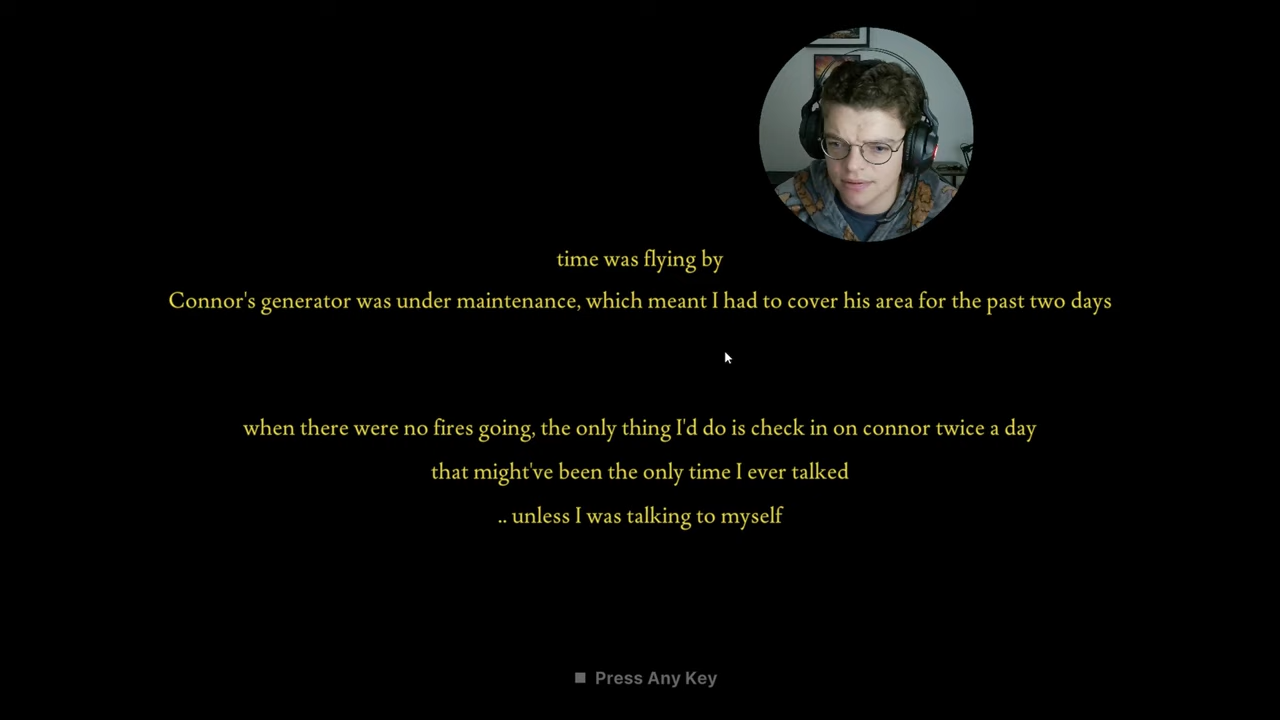 time was flying by
Connor's generator was under maintenance, which meant I had to cover his area for the past two days
when there were no fires going, the only thing I'd do is check in on connor twice a day
that might've been the only time I ever talked
.. unless I was talking to myself
Press Any Key